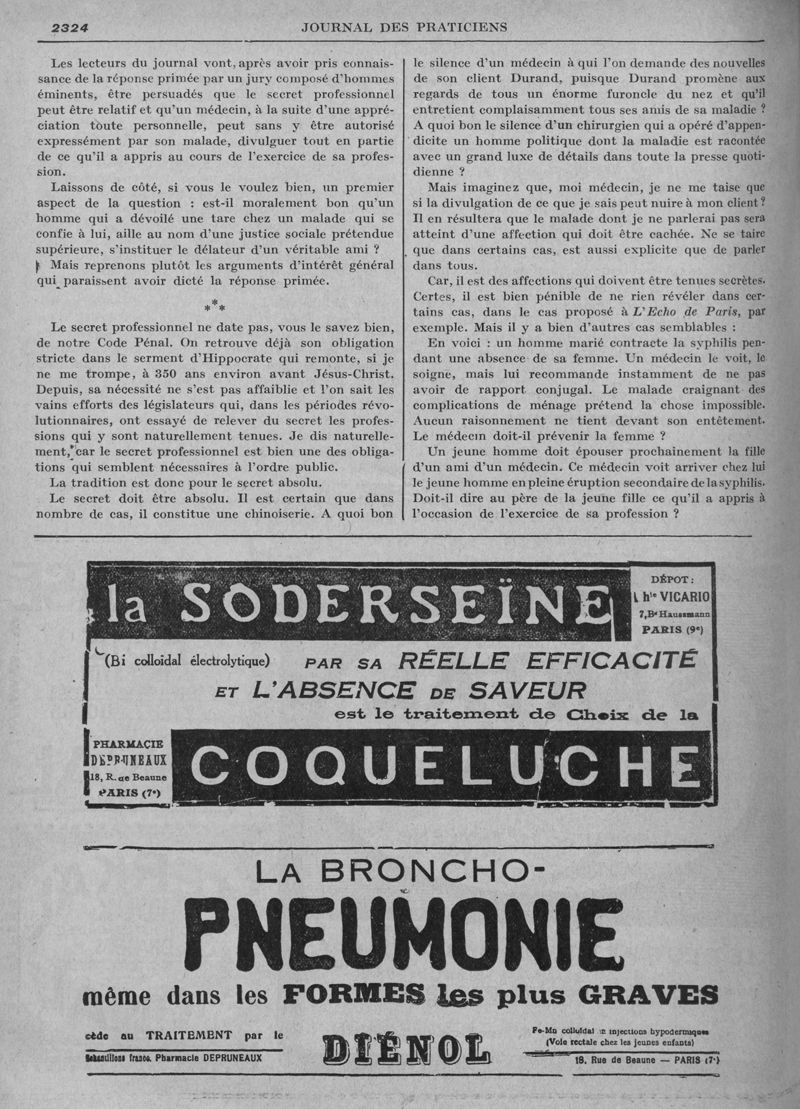 2324
JOURNAL DES PRATICIENS
Les lecteurs du journal vont, après avoir pris connais-
sance de la réponse primée par un jury composé d'hommes
éminents, être persuadés que le secret professionnel
peut être relatif et qu'un médecin, à la suite d'une appré-
ciation toute personnelle, peut sans y être autorisé
expressément par son malade, divulguer tout en partie
de ce qu'il a appris au cours de l'exercice de sa profes-
sion.
Laissons de côté, si vous le voulez bien, un premier
aspect de la question : est-il moralement bon qu'un
homme qui a dévoilé une tare chez un malade qui se
confie à lui, aille au nom d'une justice sociale prétendue
supérieure, s'instituer le délateur d'un véritable ami ?
Mais reprenons plutôt les arguments d'intérêt général
qui paraissent avoir dicté la réponse primée.
***
Le secret professionnel ne date pas, vous le savez bien,
de notre Code Pénal. On retrouve déjà son obligation
stricte dans le serment d'Hippocrate qui remonte, si je
ne me trompe, à 350 ans environ avant Jésus-Christ.
Depuis, sa nécessité ne s'est pas affaiblie et l'on sait les
vains efforts des législateurs qui, dans les périodes révo-
lutionnaires, ont essayé de relever du secret les profes-
sions qui y sont naturellement tenues. Je dis naturelle-
ment, car le secret professionnel est bien une des obliga-
tions qui semblent nécessaires à l'ordre public.
La tradition est donc pour le secret absolu.
Le secret doit être absolu. Il est certain que dans
nombre de cas, il constitue une chinoiserie. A quoi bon
le silence d'un médecin à qui l'on demande des nouvelles
de son client Durand, puisque Durand promène aux
regards de tous un énorme furoncle du nez et qu'il
entretient complaisamment tous ses amis de sa maladie ?
A quoi bon le silence d'un chirurgien qui a opéré d'appen-
dicite un homme politique dont la maladie est racontée
avec un grand luxe de détails dans toute la presse quoti-
dienne ?
Mais imaginez que, moi médecin, je ne me taise que
si la divulgation de ce que je sais peut nuire à mon client ?
Il en résultera que le malade dont je ne parlerai pas sera
atteint d'une affection qui doit être cachée. Ne se taire
que dans certains cas, est aussi explicite que de parler
dans tous.
Car, il est des affections qui doivent être tenues secrètes.
Certes, il est bien pénible de ne rien révéler dans cer-
tains cas, dans le cas proposé à L'Echo de Paris, par
exemple. Mais il y a bien d'autres cas semblables :
En voici : un homme marié contracte la syphilis pen-
dant une absence de sa femme. Un médecin le voit, le
soigne, mais lui recommande instamment de ne pas
avoir de rapport conjugal. Le malade craignant des
complications de ménage prétend la chose impossible.
Aucun raisonnement ne tient devant son entêtement.
Le médecin doit-il prévenir la femme ?
Un jeune homme doit épouser prochainement la fille
d'un ami d'un médecin. Ce médecin voit arriver chez lui
le jeune homme en pleine éruption secondaire de la syphilis.
Doit-il dire au père de la jeune fille ce qu'il a appris à
l'occasion de l'exercice de sa profession ?
la SODERSEÏNE
DÉPOT :
Phie VICARIO
7, Bd Haussmann
PARIS (9e)
(Bi colloïdal électrolytique) PAR SA RÉELLE EFFICACITÉ
ET L'ABSENCE DE SAVEUR
est le traitement de Choix de la
PHARMACIE
DEPRUNEAUX
18, R. de Beaune
PARIS (7e)
COQUELUCHE
LA BRONCHO-
PNEUMONIE
même dans les FORMES les plus GRAVES
cède au TRAITEMENT par le
Echantillons franco. Pharmacie DEPRUNEAUX
DIÉNOL
Fe-Mn colloïdal en injections hypodermiques
(Voie rectale chez les jeunes enfants)
18, Rue de Beaune — PARIS (7e)